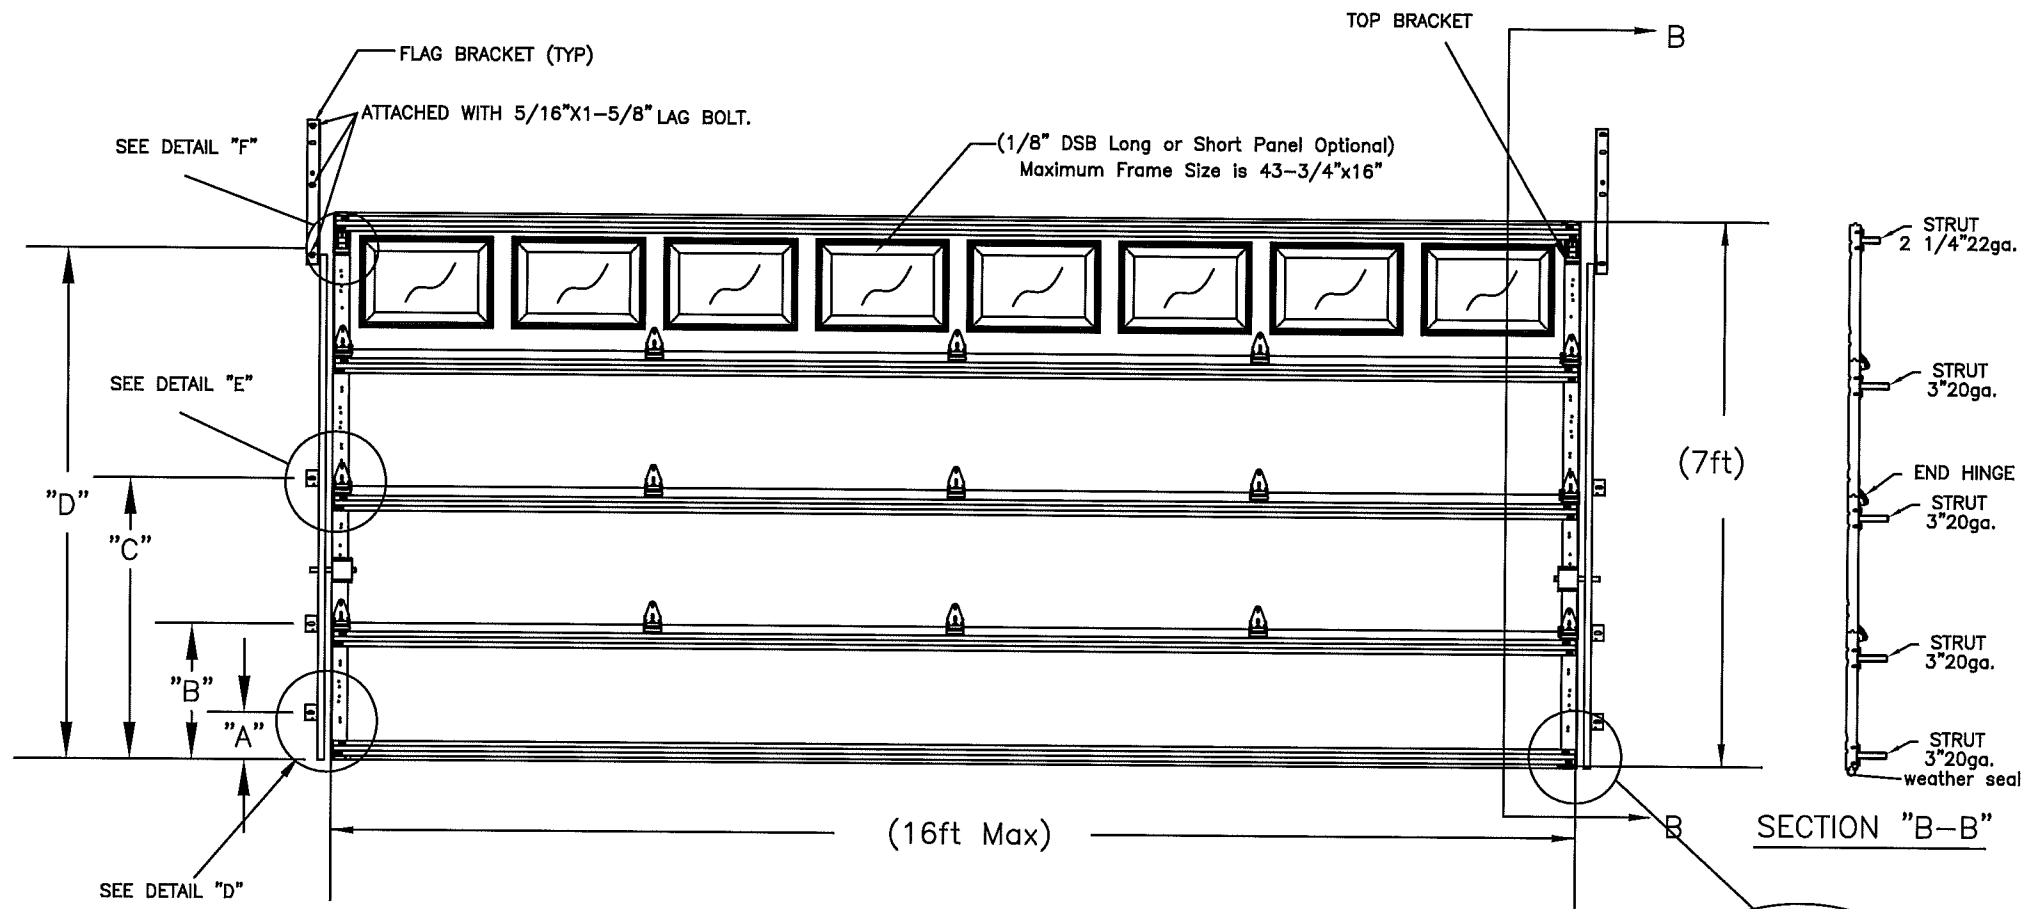 TOP BRACKET
B
FLAG BRACKET (TYP)
ATTACHED WITH 5/16"X1-5/8" LAG BOLT.
SEE DETAIL "F"
(1/8" DSB Long or Short Panel Optional)
Maximum Frame Size is 43-3/4"x16"
STRUT
2 1/4"22ga.
SEE DETAIL "E"
STRUT
3"20ga.
(7ft)
END HINGE
STRUT
3"20ga.
"D"
"C"
"B"
"A"
STRUT
3"20ga.
STRUT
3"20ga.
weather seal
(16ft Max)
B
SECTION "B-B"
SEE DETAIL "D"